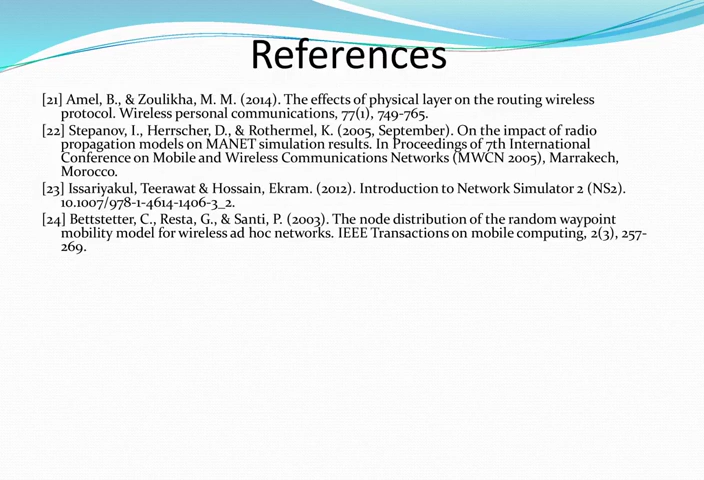 References
[21] Amel, B., & Zoulikha, M. M. (2014). The effects of physical layer on the routing wireless
protocol. Wireless personal communications, 77(1), 749-765.
[22] Stepanov, I., Herrscher, D., & Rothermel, K. (2005, September). On the impact of radio
propagation models on MANET simulation results. In Proceedings of 7th International
Conference on Mobile and Wireless Communications Networks (MWCN 2005), Marrakech,
Morocco.
[23] Issariyakul, Teerawat & Hossain, Ekram. (2012). Introduction to Network Simulator 2 (NS2).
10.1007/978-1-4614-1406-3_2.
[24] Bettstetter, C., Resta, G., & Santi, P. (2003). The node distribution of the random waypoint
mobility model for wireless ad hoc networks. IEEE Transactions on mobile computing, 2(3), 257-
269.